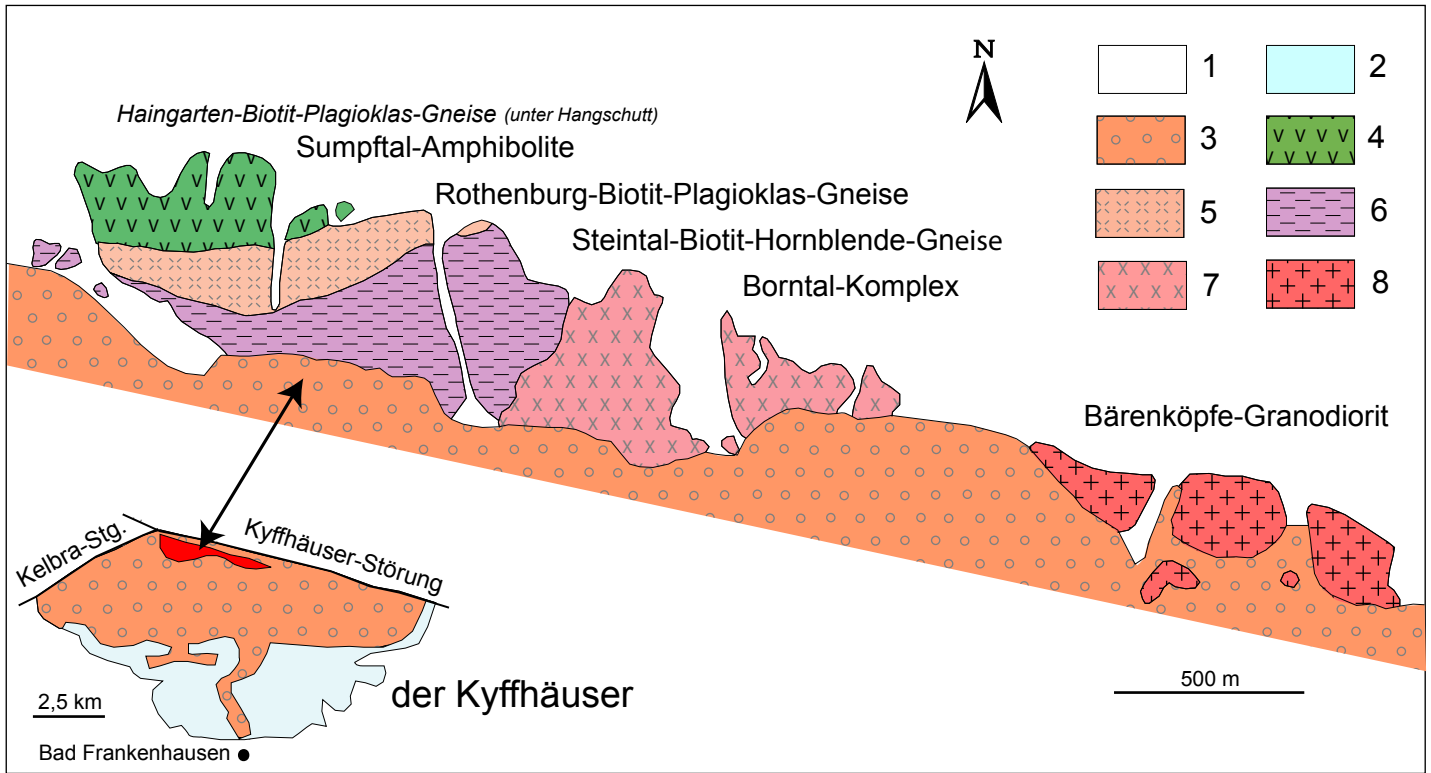 N
1
2
3
4
5
6
7
8
Haingarten-Biotit-Plagioklas-Gneise (unter Hangschutt)
Sumpftal-Amphibolite
Rothenburg-Biotit-Plagioklas-Gneise
Steintal-Biotit-Hornblende-Gneise
Borntal-Komplex
Bärenköpfe-Granodiorit
Kelbra-Stg.
Kyffhäuser-Störung
500 m
2,5 km
der Kyffhäuser
Bad Frankenhausen